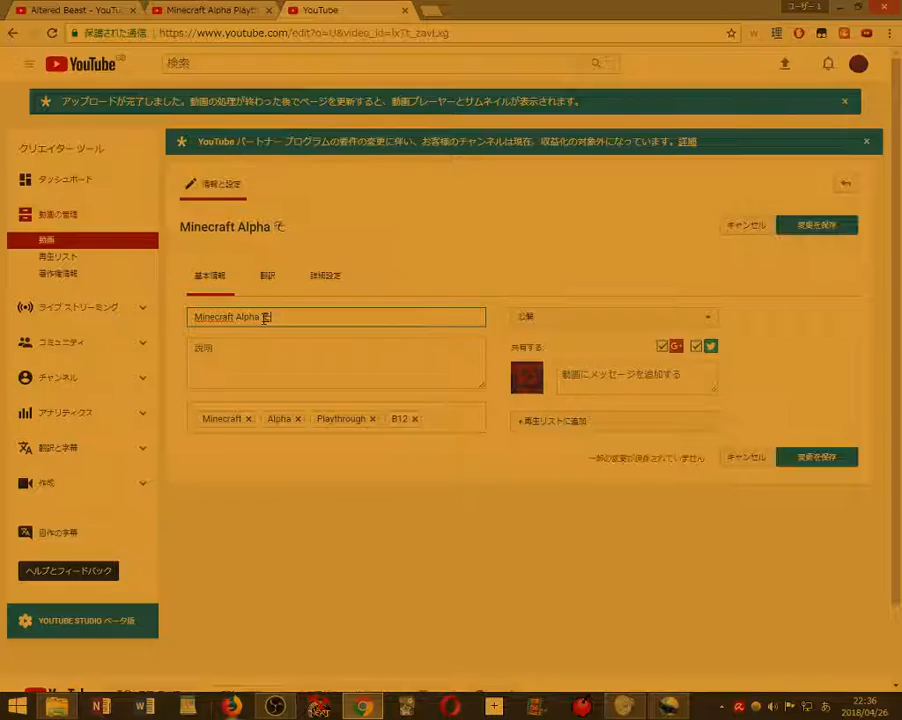 Altered Beast - YouTu
Minecraft Alpha Playth
YouTube
ユーザー 1
保護された通信
https://www.youtube.com/edit?o=U&video_id=
理
YouTube GB
検索
アップロードが完了しました。動画の処理が終わった後でページを更新すると、動画プレーヤーとサムネイルが表示されます。
YouTube パートナー プログラムの要件の変更に伴い、お客様のチャンネルは現在、収益化の対象外になっています。詳細
クリエイター ツール
ダッシュボード
動画の管理
動画
再生リスト
著作権情報
ライブ ストリーミング
コミュニティ
チャンネル
アナリティクス
翻訳と字幕
作成
自作の字幕
ヘルプとフィードバック
YOUTUBE STUDIO ベータ版
情報と設定
Minecraft Alpha
キャンセル
変更を保存
基本情報
翻訳
詳細設定
Minecraft Alpha
説明
Minecraft
Alpha
Playthrough
B12
公開
共有する:
G+
動画にメッセージを追加する
+ 再生リストに追加
一部の変更が保存されていません
キャンセル
変更を保存
あ
22:36
2018/04/26